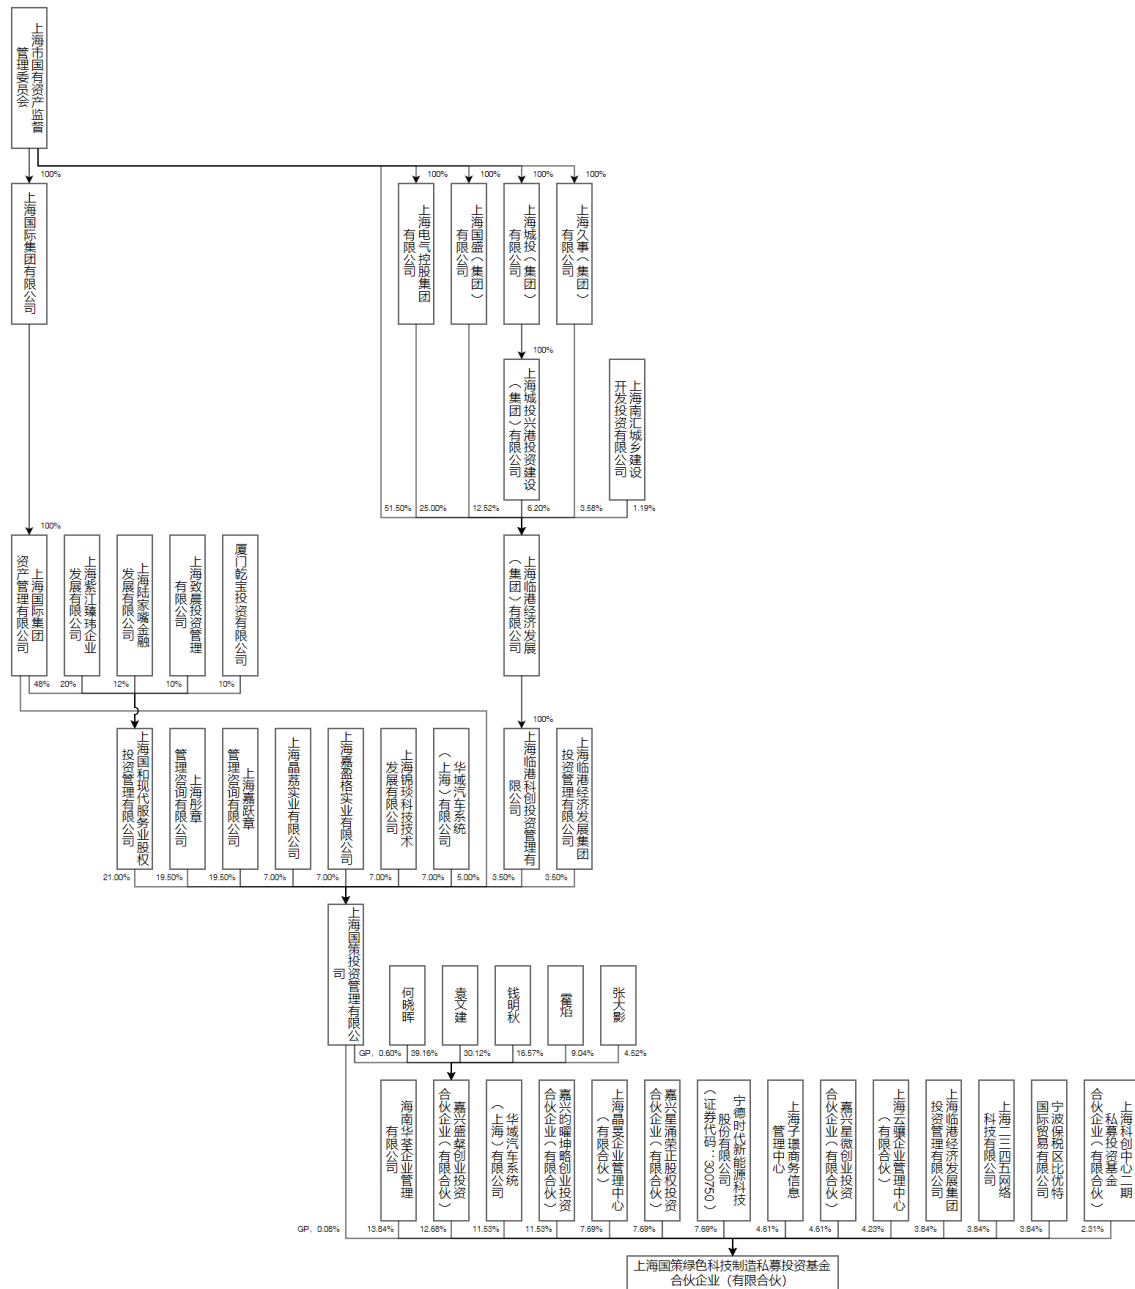 上海市国有资产监督
管理委员会
100%
100%
100%
100%
100%
上海国际集团有限公司
上海电气控股集团
有限公司
上海国盛（集团）
有限公司
上海城投（集团）
有限公司
上海久事（集团）
有限公司
100%
上海城投兴港投资建设
（集团）有限公司
上海南汇城乡建设
开发投资有限公司
51.50%
25.00%
12.52%
6.20%
3.58%
1.19%
100%
上海国际集团
资产管理有限公司
上海紫江臻玮企业
发展有限公司
上海陆家嘴金融
发展有限公司
上海致晨投资管理
有限公司
厦门乾宝投资有限公司
上海临港经济发展
（集团）有限公司
48%
20%
12%
10%
10%
100%
上海国和现代服务业股权
投资管理有限公司
上海彤章
管理咨询有限公司
上海嘉跃章
管理咨询有限公司
上海晶荔实业有限公司
上海嘉盈格实业有限公司
上海锦琰科技技术
发展有限公司
华域汽车系统
（上海）有限公司
上海临港科创投资管理有
限公司
上海临港经济发展集团
投资管理有限公司
21.00%
19.50%
19.50%
7.00%
7.00%
7.00%
7.00%
5.00%
3.50%
3.50%
上海国策投资管理有限公
司
何晓晖
袁文建
钱明秋
霍焰
张大影
GP，0.60%
39.16%
30.12%
16.57%
9.04%
4.52%
海南华荃企业管理
有限公司
嘉兴盛粲创业投资
合伙企业（有限合伙）
华域汽车系统
（上海）有限公司
嘉兴昀曜坤略创业投资
合伙企业（有限合伙）
上海晶旻企业管理中心
（有限合伙）
嘉兴星涌荣正股权投资
合伙企业（有限合伙）
宁德时代新能源科技
股份有限公司
（证券代码：300750）
上海孑璟商务信息
管理中心
嘉兴星微创业投资
合伙企业（有限合伙）
上海云骧企业管理中心
（有限合伙）
上海临港经济发展集团
投资管理有限公司
上海二三四五网络
科技有限公司
宁波保税区比优特
国际贸易有限公司
上海科创中心二期
私募投资基金
合伙企业（有限合伙）
GP，0.08%
13.84%
12.68%
11.53%
11.53%
7.69%
7.69%
7.69%
4.61%
4.61%
4.23%
3.84%
3.84%
3.84%
2.31%
上海国策绿色科技制造私募投资基金
合伙企业（有限合伙）